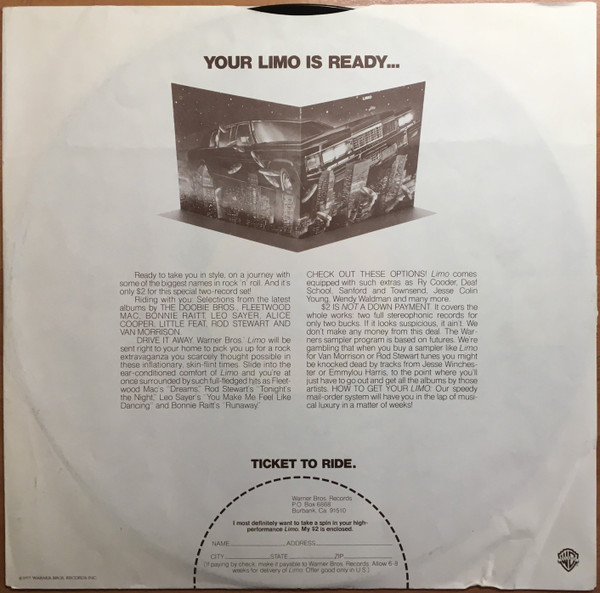 YOUR LIMO IS READY...
LIMO
Ready to take you in style, on a journey with
some of the biggest names in rock 'n' roll. And it's
only $2 for this special two-record set!
Riding with you: Selections from the latest
albums by THE DOOBIE BROS., FLEETWOOD
MAC, BONNIE RAITT, LEO SAYER, ALICE
COOPER, LITTLE FEAT, ROD STEWART AND
VAN MORRISON.
DRIVE IT AWAY. Warner Bros. Limo will be
sent right to your home to pick you up for a rock
extravaganza you scarcely thought possible in
these inflationary, skin-flint times. Slide into the
ear-conditioned comfort of Limo and you're at
once surrounded by such full-fledged hits as Fleet-
wood Mac's "Dreams," Rod Stewart's "Tonight's
the Night," Leo Sayer's "You Make Me Feel Like
Dancing" and Bonnie Raitt's "Runaway."
CHECK OUT THESE OPTIONS! Limo comes
equipped with such extras as Ry Cooder, Deaf
School, Sanford and Townsend, Jesse Colin
Young, Wendy Waldman and many more.
$2 IS NOT A DOWN PAYMENT. It covers the
whole works: two full stereophonic records for
only two bucks. If it looks suspicious, it ain't. We
don't make any money from this deal. The War-
ners sampler program is based on futures. We're
gambling that when you buy a sampler like Limo
for Van Morrison or Rod Stewart tunes you might
be knocked dead by tracks from Jesse Winches-
ter or Emmylou Harris, to the point where you'll
just have to go out and get all the albums by those
artists. HOW TO GET YOUR LIMO: Our speedy
mail-order system will have you in the lap of musi-
cal luxury in a matter of weeks!
TICKET TO RIDE.
Warner Bros. Records
P.O. Box 6868
Burbank, Ca. 91510
I most definitely want to take a spin in your high-
performance Limo. My $2 is enclosed.
NAME ADDRESS
CITY STATE ZIP
(If paying by check, make it payable to Warner Bros. Records. Allow 6-8
weeks for delivery of Limo. Offer good only in U.S.)
©1977 WARNER BROS. RECORDS INC.